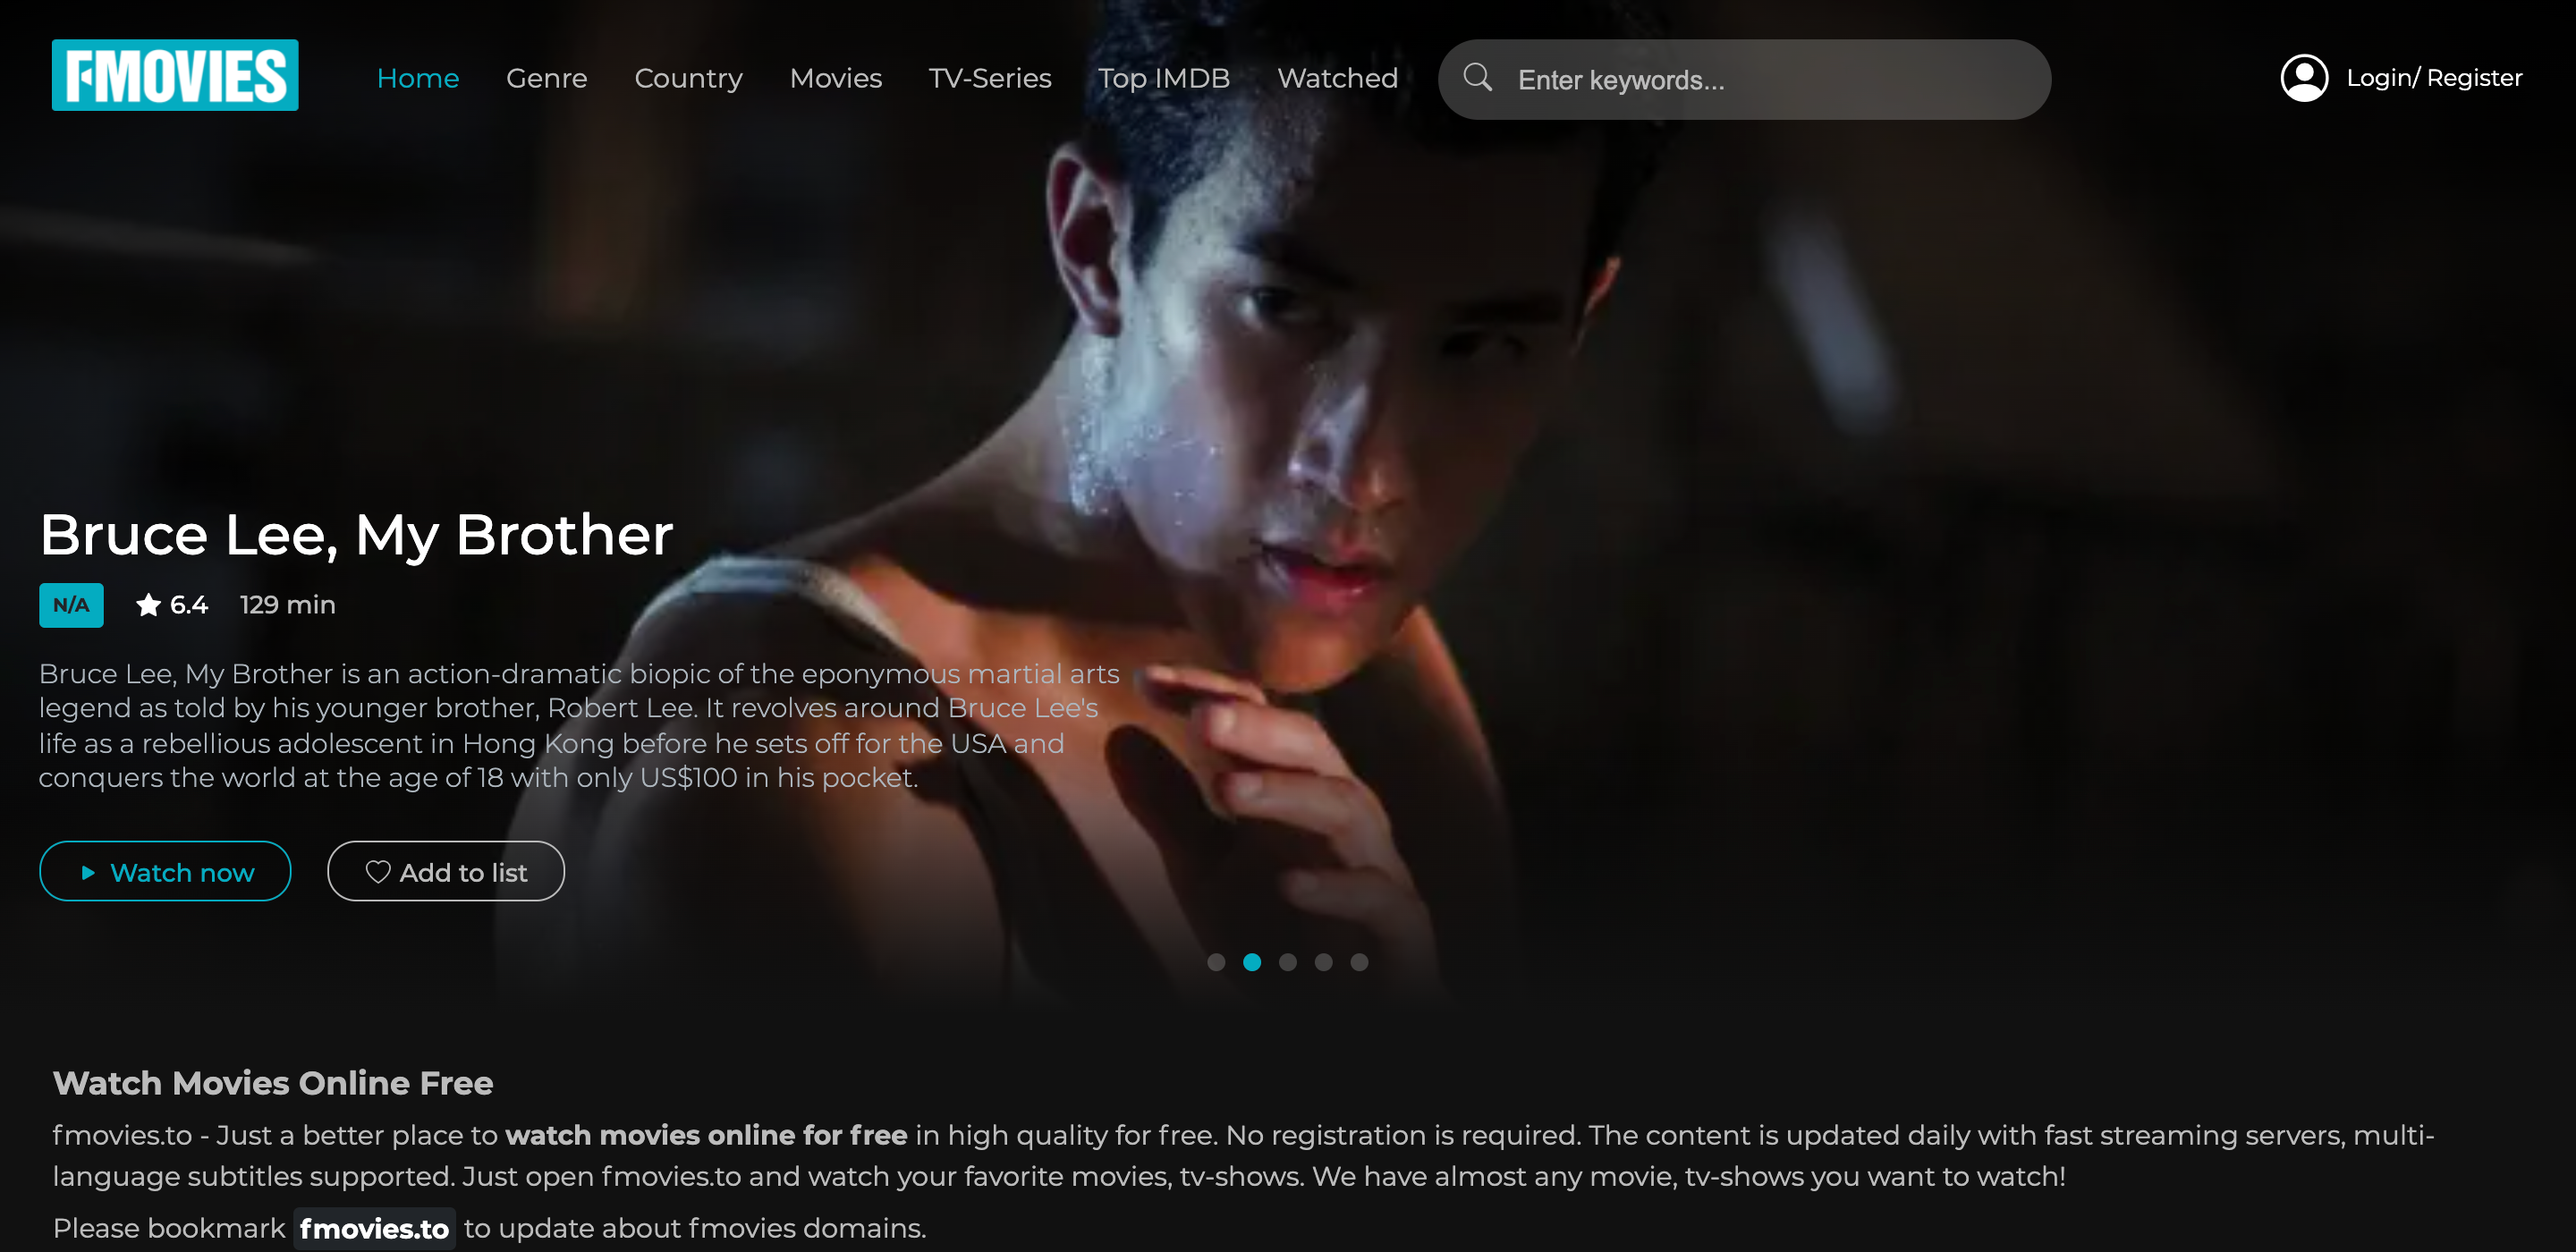 FMOVIES
Home Genre Country Movies TV-Series Top IMDB Watched Enter keywords... Login/ Register
Bruce Lee, My Brother
N/A 6.4 129 min
Bruce Lee, My Brother is an action-dramatic biopic of the eponymous martial arts
legend as told by his younger brother, Robert Lee. It revolves around Bruce Lee's
life as a rebellious adolescent in Hong Kong before he sets off for the USA and
conquers the world at the age of 18 with only US$100 in his pocket.
Watch now Add to list
Watch Movies Online Free
fmovies.to - Just a better place to watch movies online for free in high quality for free. No registration is required. The content is updated daily with fast streaming servers, multi-
language subtitles supported. Just open fmovies.to and watch your favorite movies, tv-shows. We have almost any movie, tv-shows you want to watch!
Please bookmark fmovies.to to update about fmovies domains.